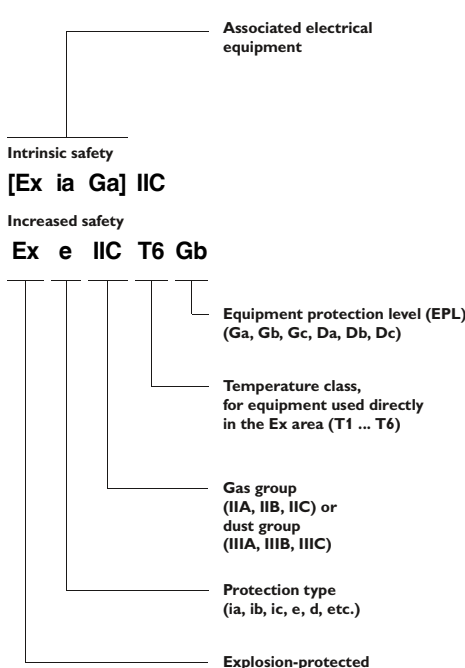 Associated electrical
equipment
Intrinsic safety
[Ex ia Ga] IIC
Increased safety
Ex e IIC T6 Gb
Equipment protection level (EPL)
(Ga, Gb, Gc, Da, Db, Dc)
Temperature class,
for equipment used directly
in the Ex area (T1 ... T6)
Gas group
(IIA, IIB, IIC) or
dust group
(IIIA, IIIB, IIIC)
Protection type
(ia, ib, ic, e, d, etc.)
Explosion-protected